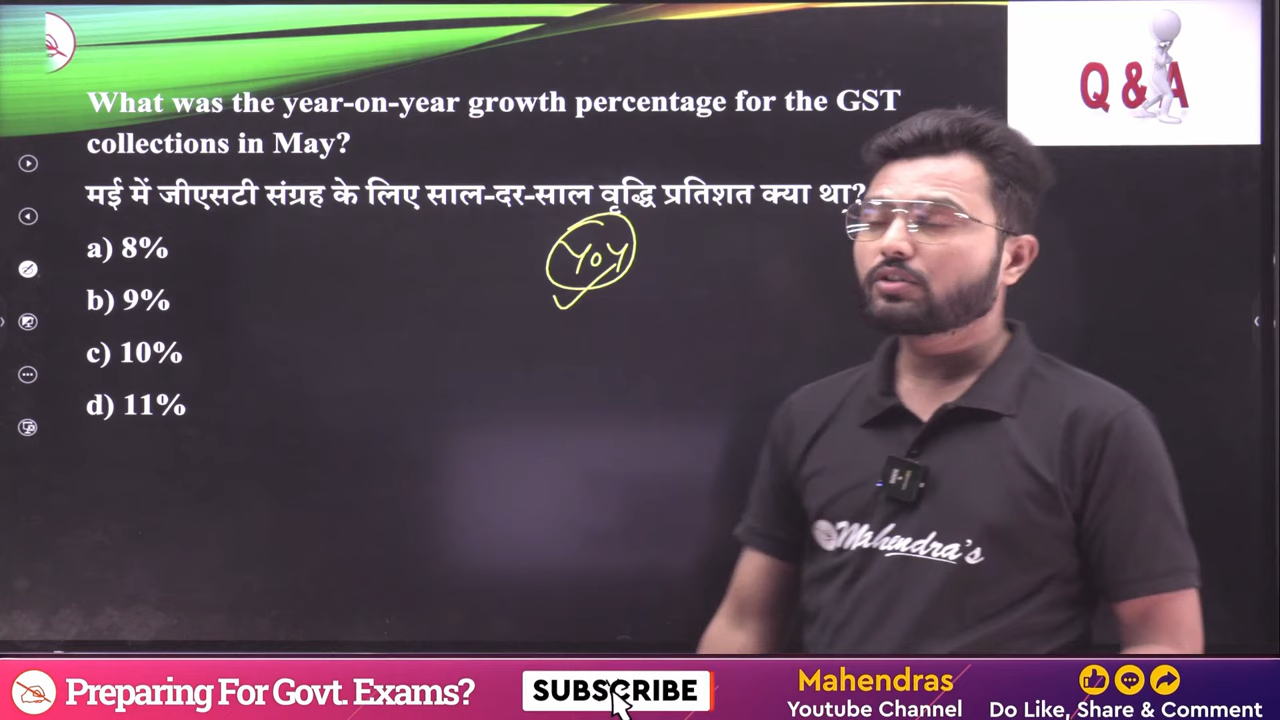 Q & A
What was the year-on-year growth percentage for the GST
collections in May?
मई में जीएसटी संग्रह के लिए साल-दर-साल वृद्धि प्रतिशत क्या था?
a) 8%
YoY
b) 9%
c) 10%
d) 11%
Mahendra's
Preparing For Govt. Exams?
SUBSCRIBE
Mahendras
Youtube Channel
Do Like, Share & Comment